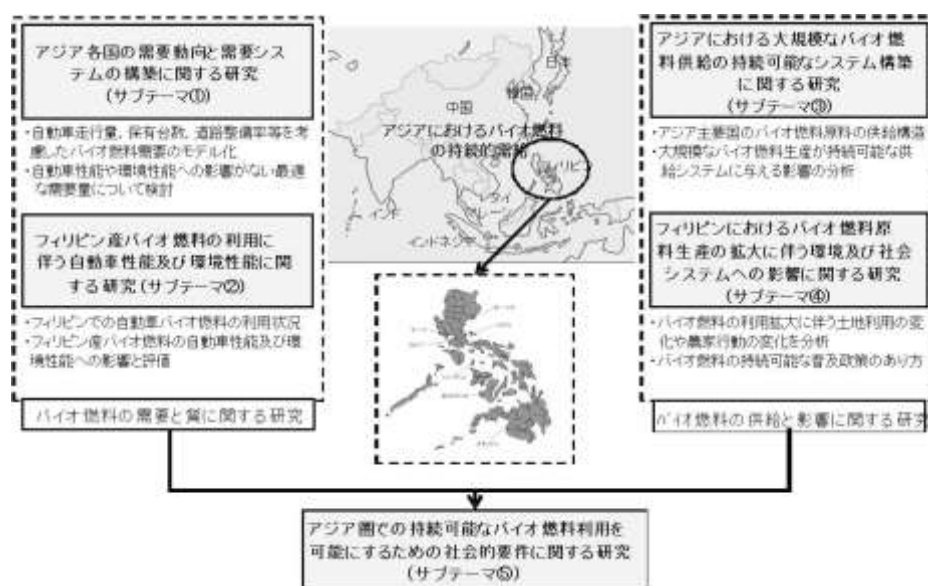 アジア各国の需要動向と需要シス
テムの構築に関する研究
(サブテーマ①)
・自動車走行量、保有台数、道路整備率等を考
慮したバイオ燃料需要のモデル化
・自動車性能や環境性能への影響がない最適
な需要量について検討
フィリピン産バイオ燃料の利用に
伴う自動車性能及び環境性能に関
する研究(サブテーマ②)
・フィリピンでの自動車バイオ燃料の利用状況
・フィリピン産バイオ燃料の自動車性能及び環
境性能への影響と評価
バイオ燃料の需要と質に関する研究
日本
韓国
中国
アジアにおけるバイオ燃料
の持続的需給
フィリピン
タイ
インド
マレーシ
インドネシア
アジアにおける大規模なバイオ燃
料供給の持続可能なシステム構築
に関する研究
(サブテーマ③)
・アジア主要国のバイオ燃料原料の供給構造
・大規模なバイオ燃料生産が持続可能な供
給システムに与える影響の分析
フィリピンにおけるバイオ燃料原
料生産の拡大に伴う環境及び社会
システムへの影響に関する研究
(サブテーマ④)
・バイオ燃料の利用拡大に伴う土地利用の変
化や農家行動の変化を分析
・バイオ燃料の持続可能な普及政策のあり方
バイオ燃料の供給と影響に関する研究
アジア圏での持続可能なバイオ燃料利用を
可能にするための社会的要件に関する研究
(サブテーマ⑤)